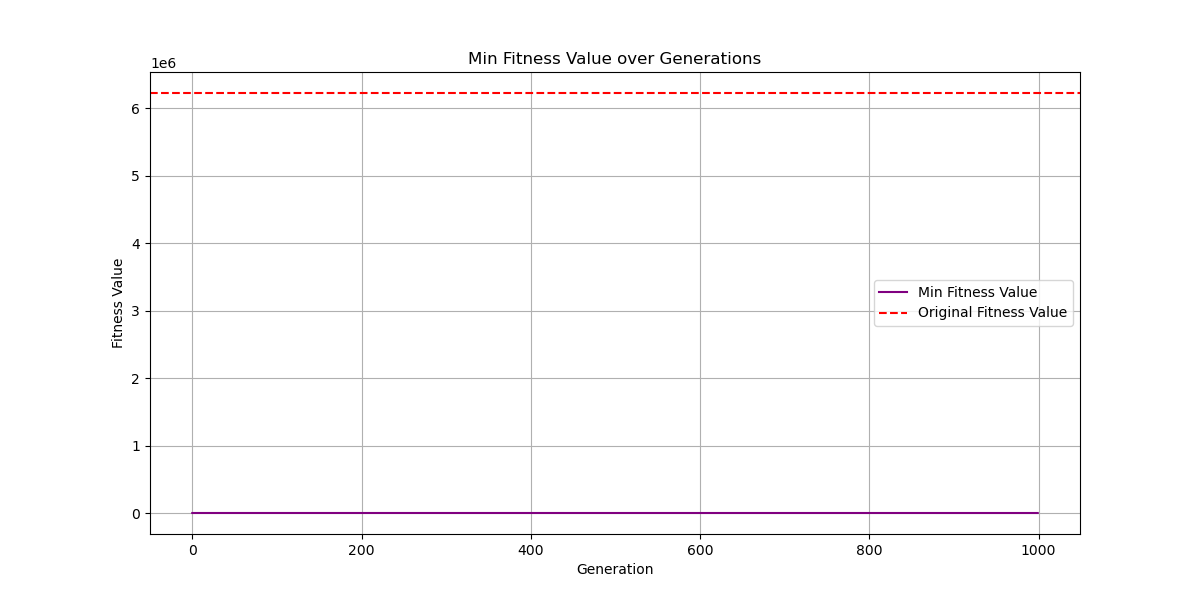 Min Fitness Value over Generations
1e6
6
5
4
3
2
1
0
Fitness Value
Min Fitness Value
Original Fitness Value
0 200 400 600 800 1000
Generation